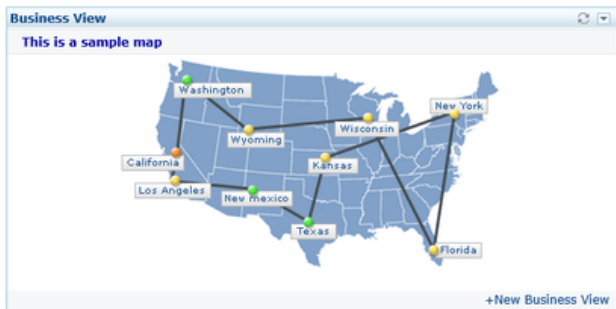 Business View
This is a sample map
Washington
New York
Wisconsin
Wyoming
California
Kansas
Los Angeles
New mexico
Texas
Florida
+New Business View